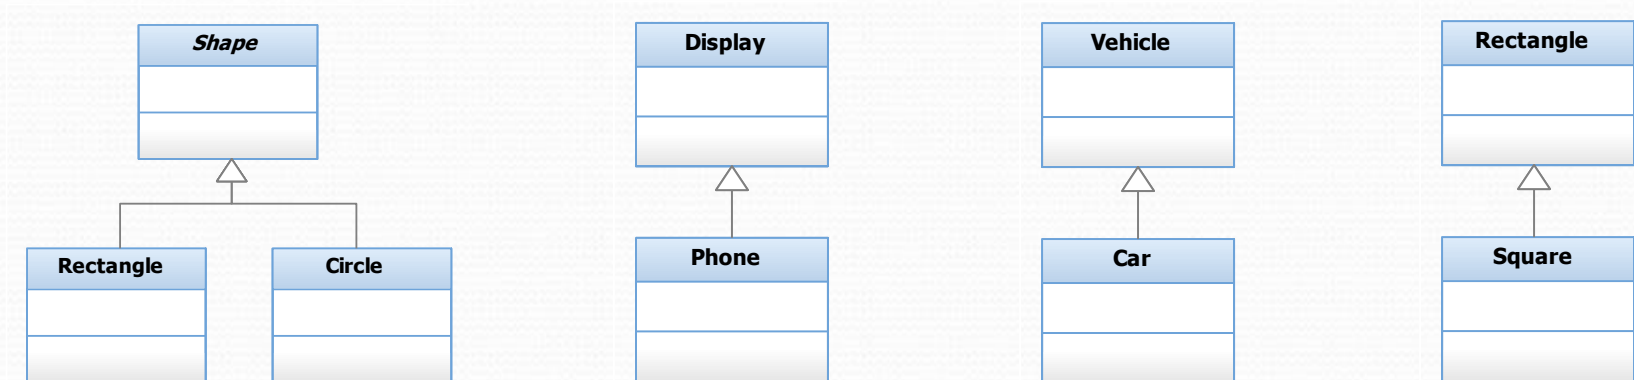 Shape
Display
Vehicle
Rectangle
Rectangle
Circle
Phone
Car
Square